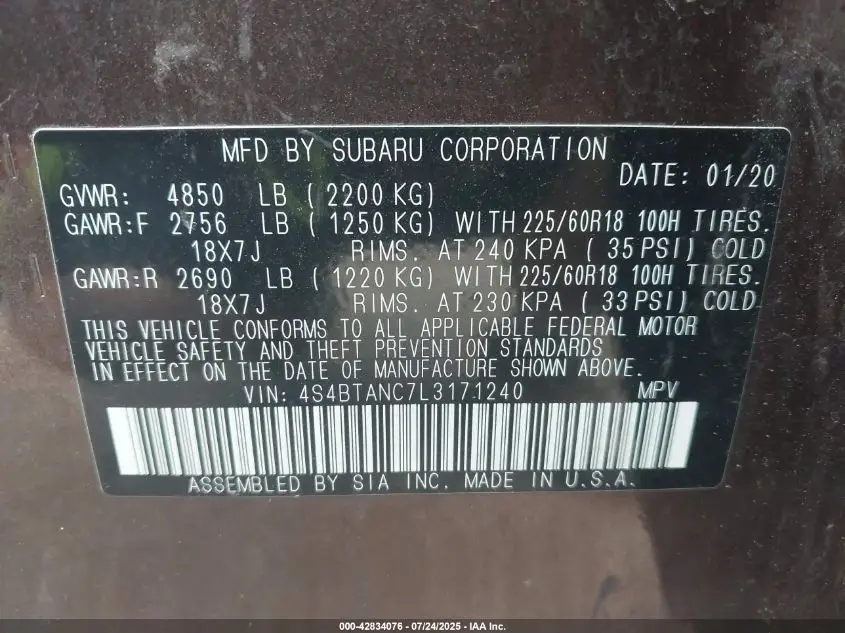 MFD BY SUBARU CORPORATION
DATE: 01/20
GVWR: 4850 LB ( 2200 KG)
GAWR:F 2756 LB ( 1250 KG) WITH 225/60R18 100H TIRES.
18X7J RIMS. AT 240 KPA ( 35 PSI) COLD
GAWR:R 2690 LB ( 1220 KG) WITH 225/60R18 100H TIRES.
18X7J RIMS. AT 230 KPA ( 33 PSI) COLD
THIS VEHICLE CONFORMS TO ALL APPLICABLE FEDERAL MOTOR
VEHICLE SAFETY AND THEFT PREVENTION STANDARDS
IN EFFECT ON THE DATE OF MANUFACTURE SHOWN ABOVE.
VIN: 4S4BTANC7L3171240 MPV
ASSEMBLED BY SIA INC. MADE IN U.S.A.
000-42834076 - 07/24/2025 - IAA Inc.